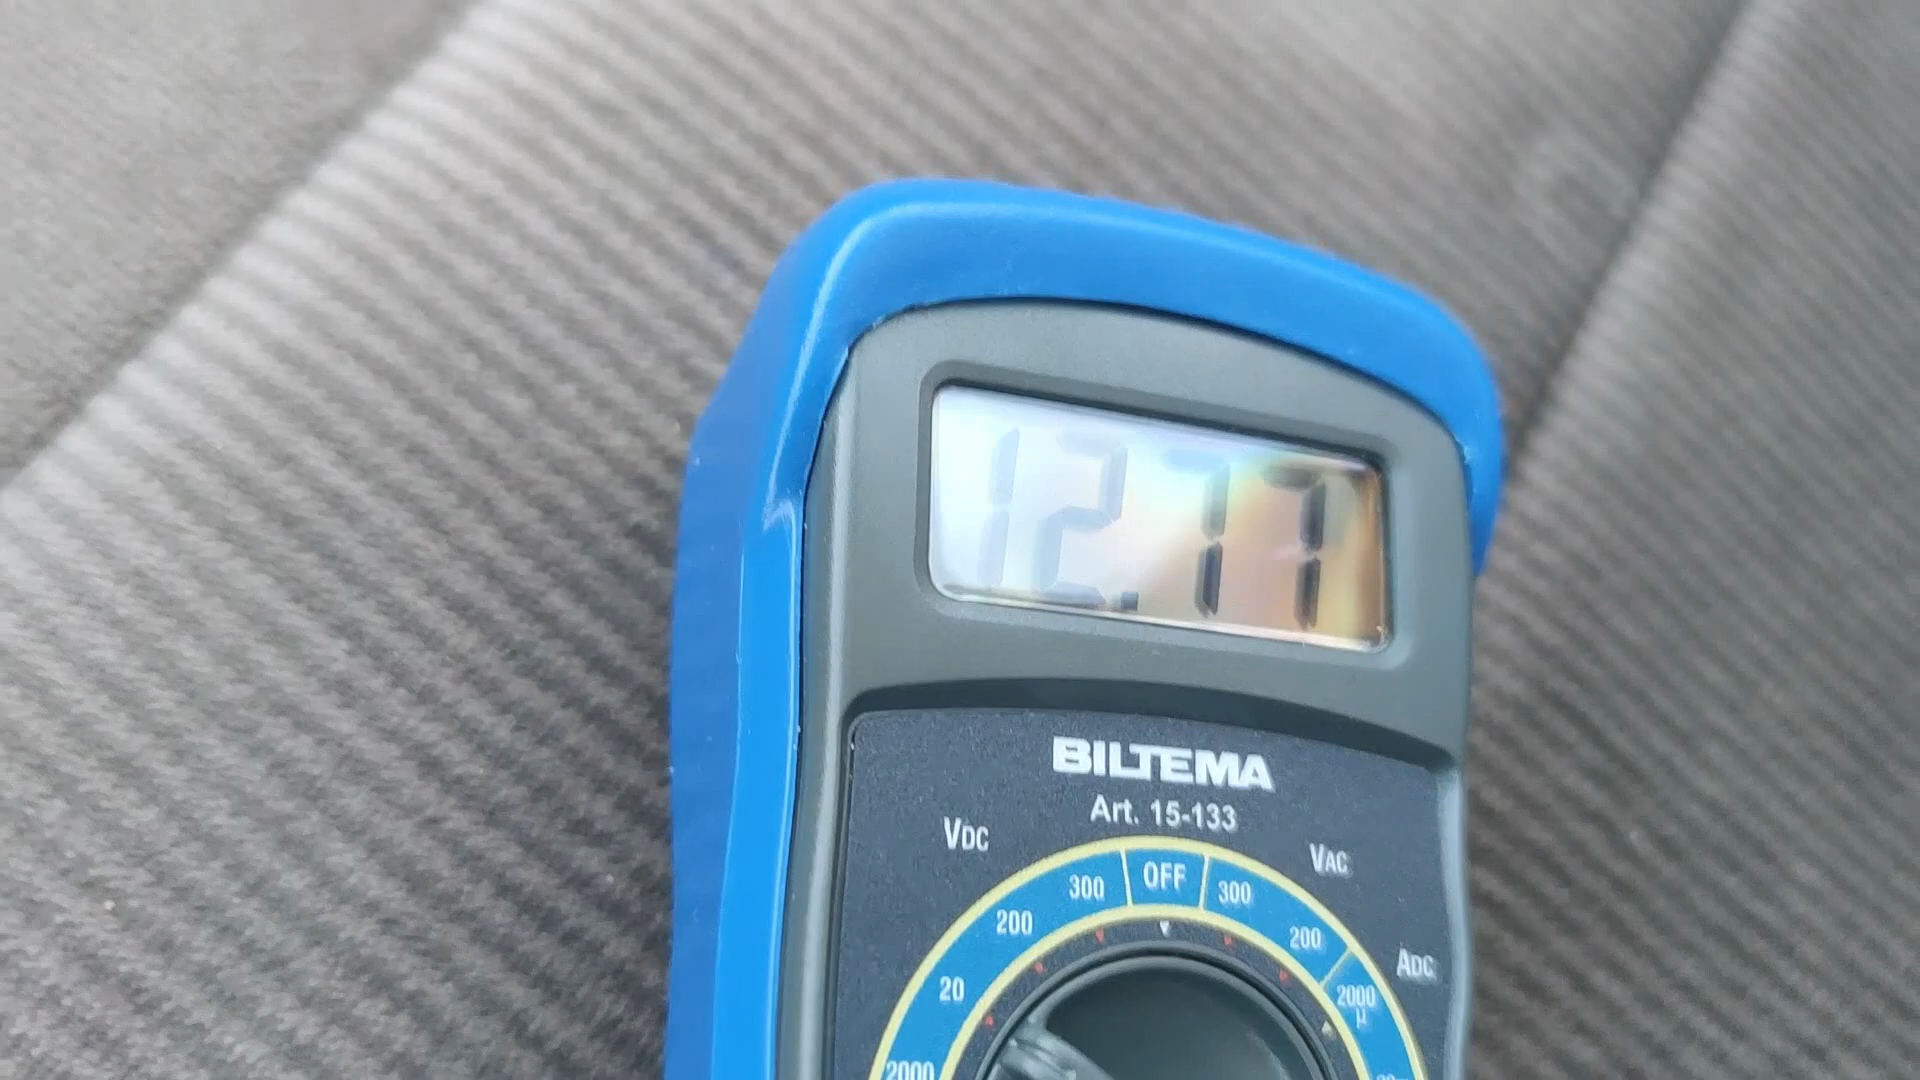 12.77
BILTEMA
Art. 15-133
VDC
VAC
300
OFF
300
200
200
ADC
20
2000
μ
2000